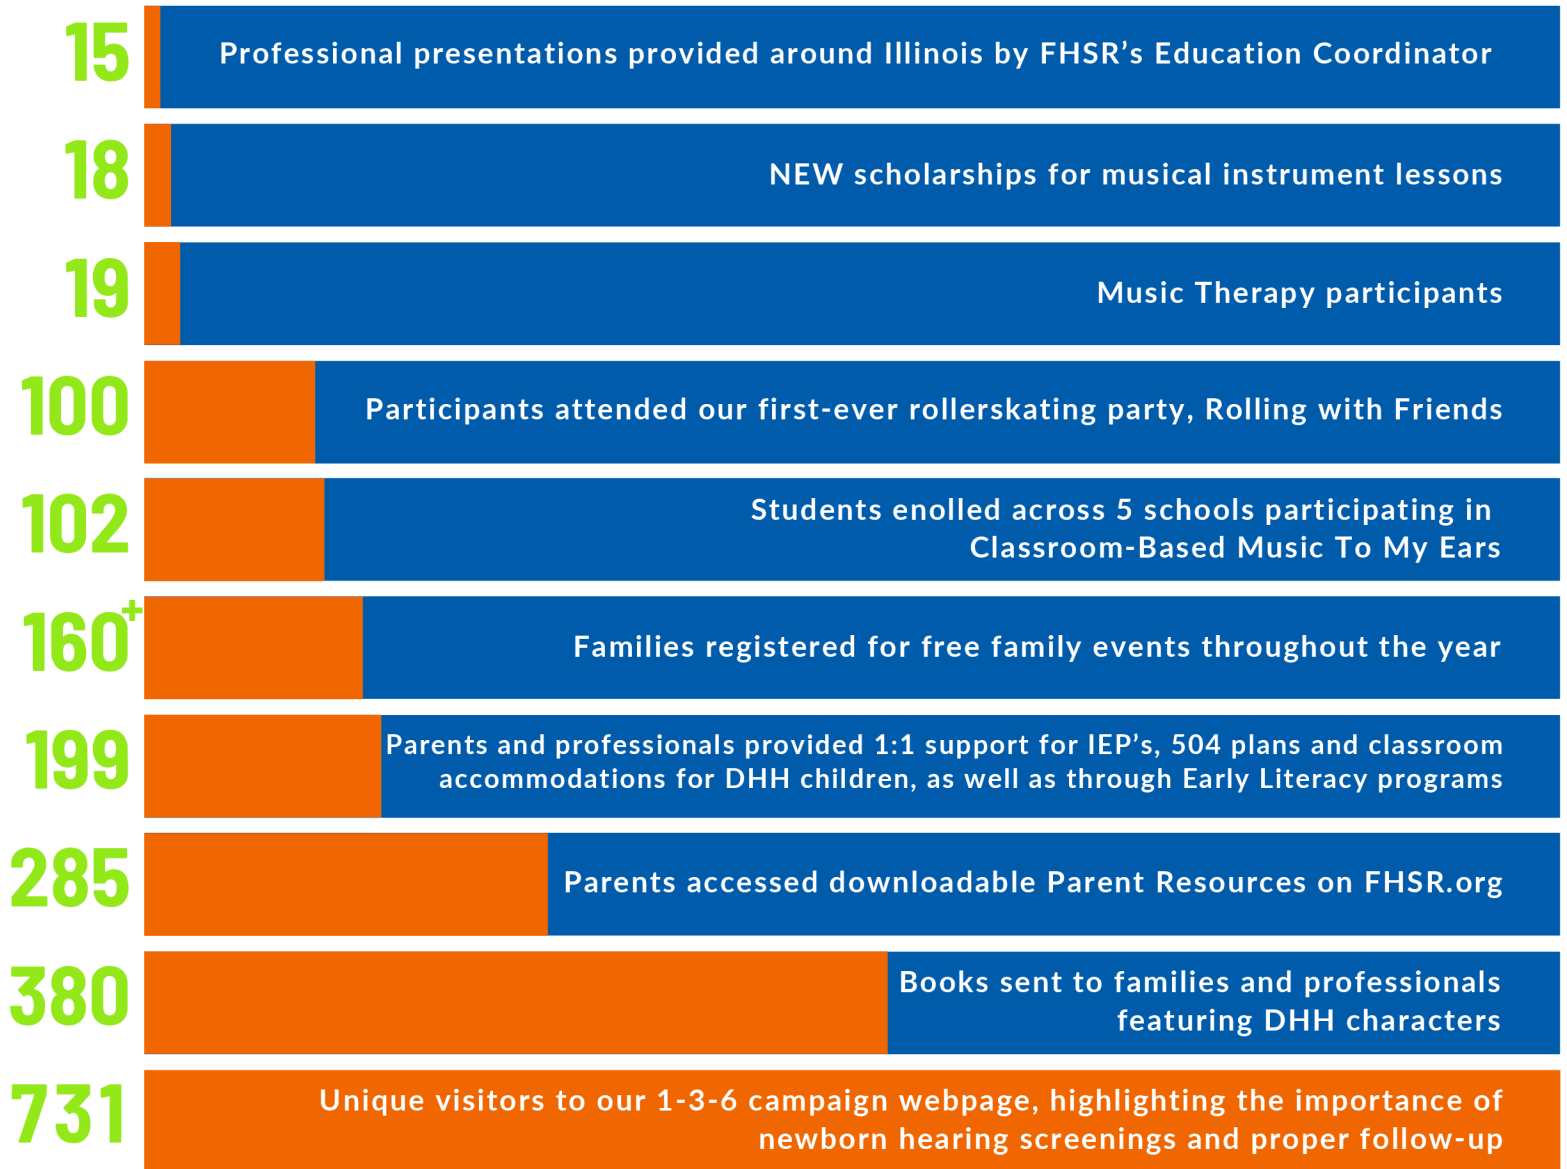 15
Professional presentations provided around Illinois by FHSR’s Education Coordinator
18
NEW scholarships for musical instrument lessons
19
Music Therapy participants
100
Participants attended our first-ever rollerskating party, Rolling with Friends
102
Students enolled across 5 schools participating in
Classroom-Based Music To My Ears
160+
Families registered for free family events throughout the year
199
Parents and professionals provided 1:1 support for IEP’s, 504 plans and classroom
accommodations for DHH children, as well as through Early Literacy programs
285
Parents accessed downloadable Parent Resources on FHSR.org
380
Books sent to families and professionals
featuring DHH characters
731
Unique visitors to our 1-3-6 campaign webpage, highlighting the importance of
newborn hearing screenings and proper follow-up